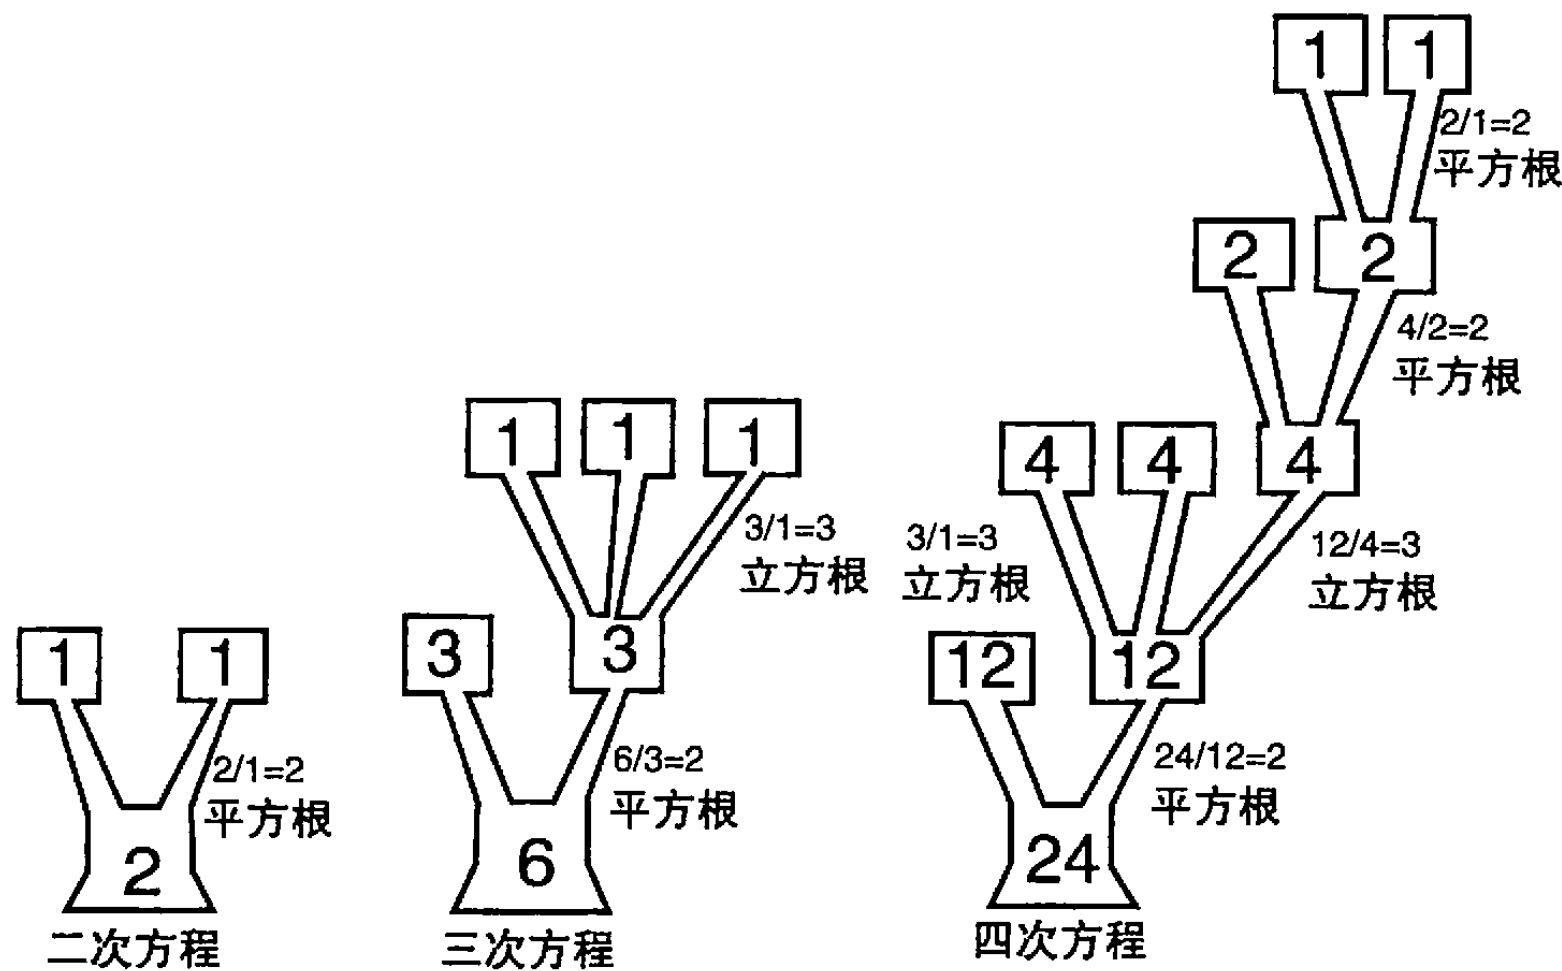 1 1
2/1=2
平方根
2
二次方程
1 1 1
3/1=3
立方根
3 3
6/3=2
平方根
6
三次方程
1 1
2/1=2
平方根
2 2
4/2=2
平方根
4 4 4
3/1=3
立方根
12/4=3
立方根
12 12
24/12=2
平方根
24
四次方程